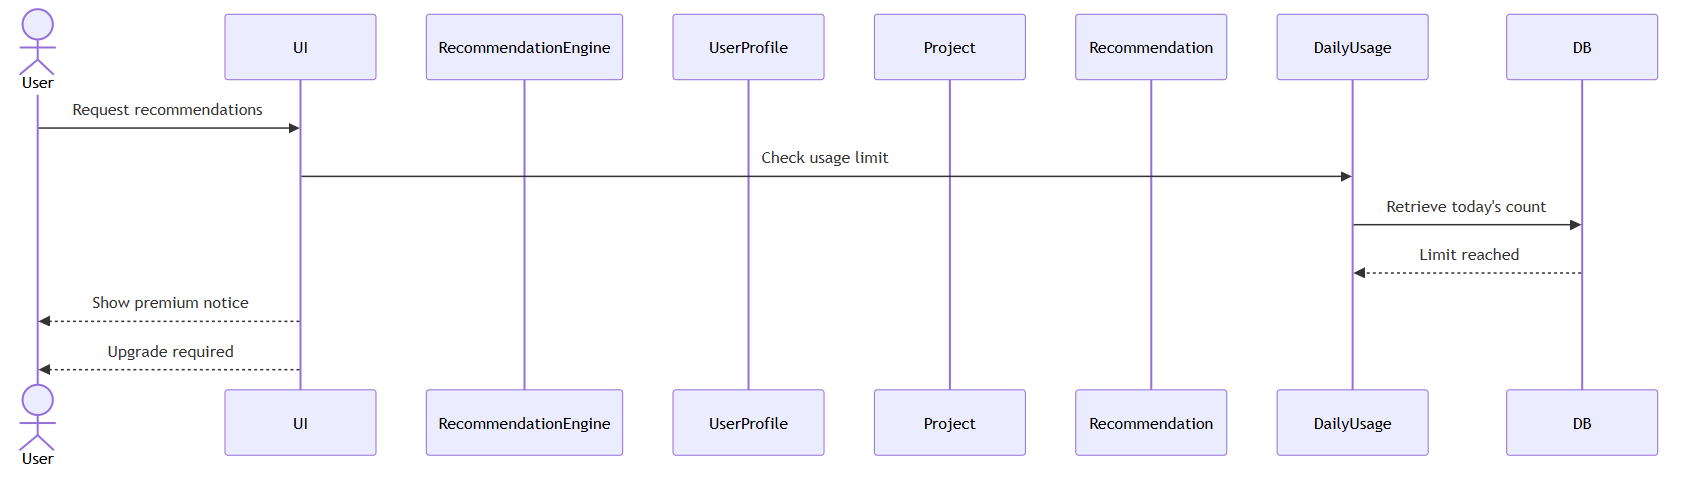 User
UI
RecommendationEngine
UserProfile
Project
Recommendation
DailyUsage
DB
Request recommendations
Check usage limit
Retrieve today's count
Limit reached
Show premium notice
Upgrade required
User
UI
RecommendationEngine
UserProfile
Project
Recommendation
DailyUsage
DB